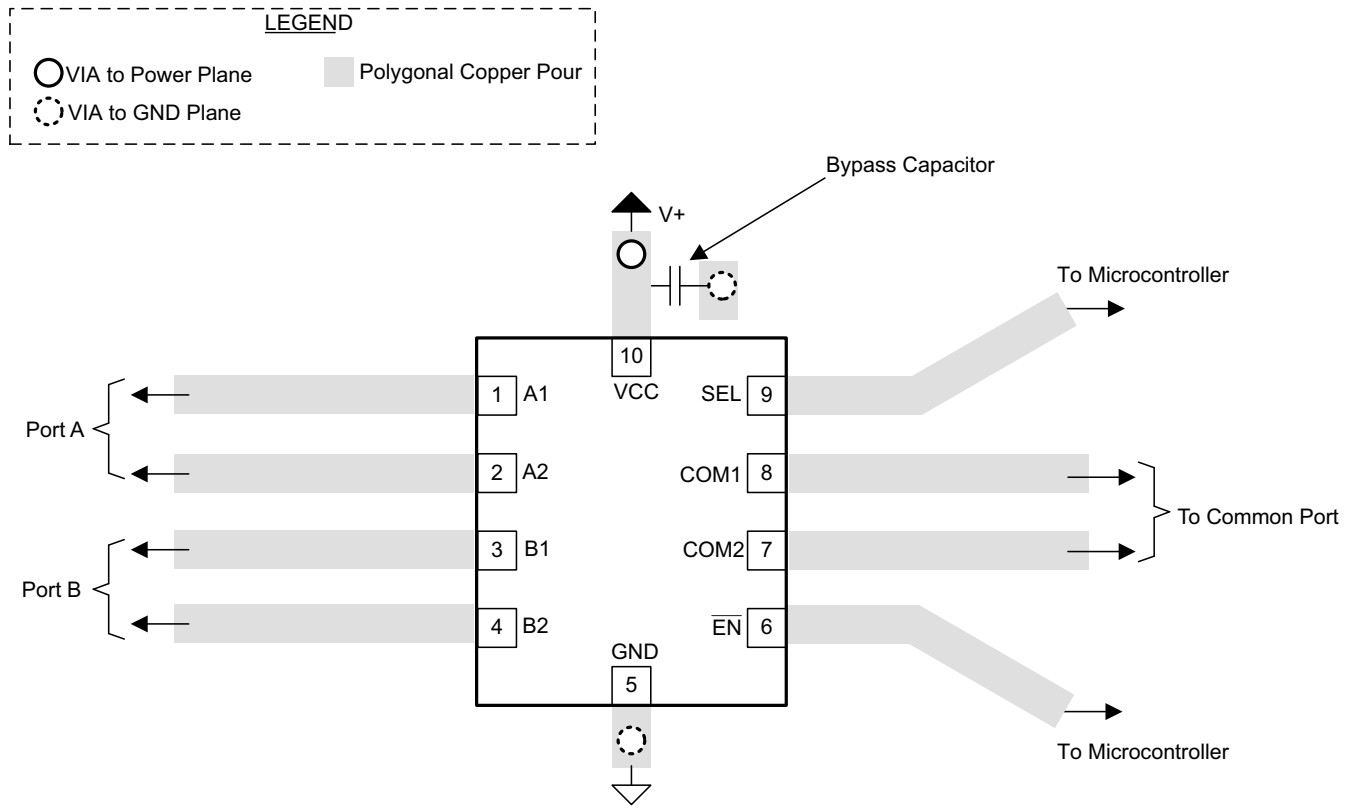 LEGEND
VIA to Power Plane
Polygonal Copper Pour
VIA to GND Plane
Bypass Capacitor
V+
To Microcontroller
10
VCC
1 A1
SEL 9
Port A
2 A2
COM1 8
To Common Port
3 B1
COM2 7
Port B
4 B2
E̅N̅ 6
GND
5
To Microcontroller